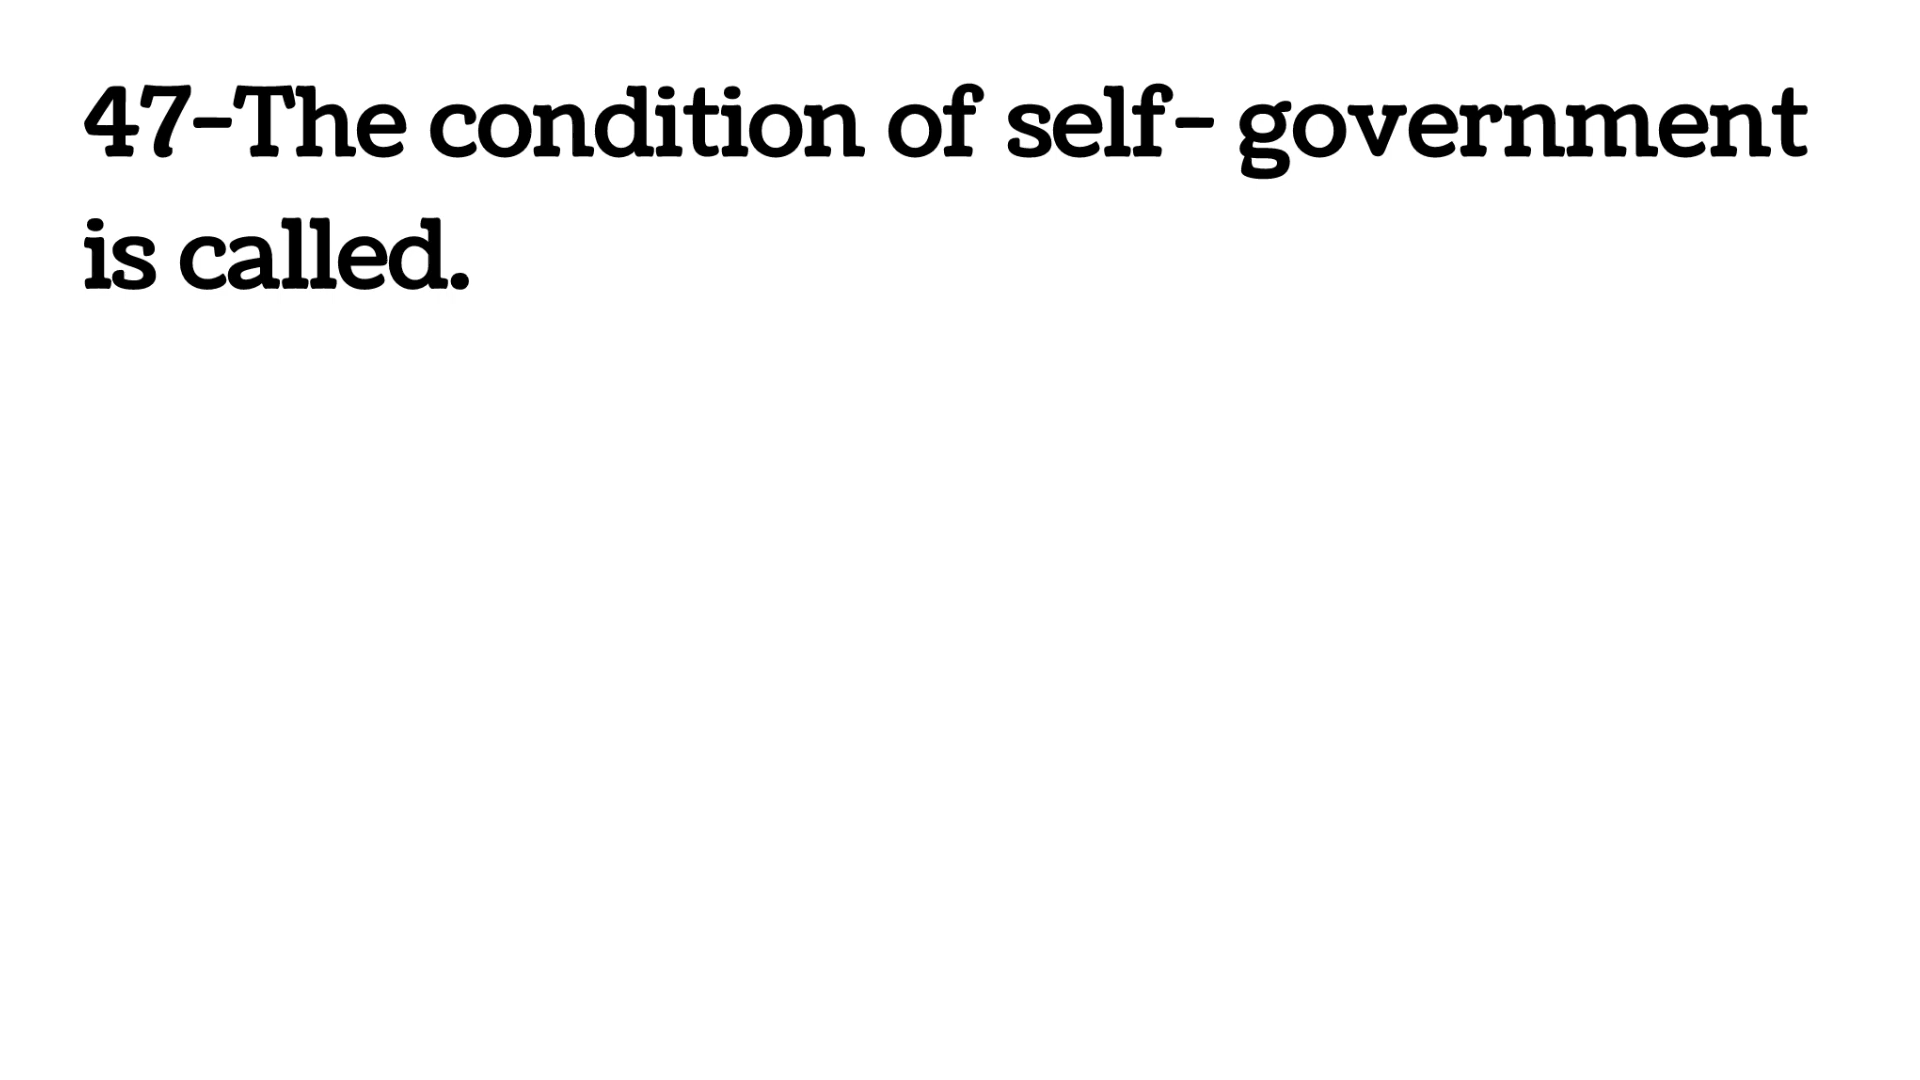 47-The condition of self- government
is called.